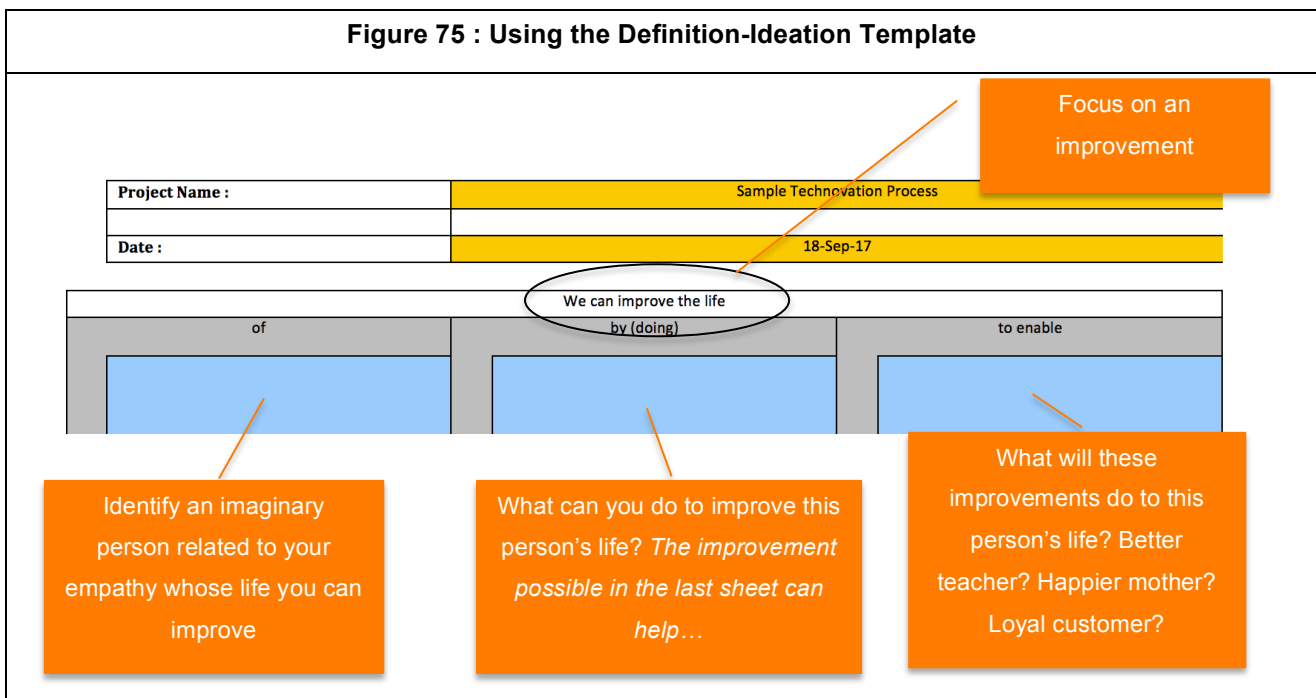 Figure 75 : Using the Definition-Ideation Template
Focus on an
improvement
Project Name :
Sample Technovation Process
Date :
18-Sep-17
We can improve the life
of
by (doing)
to enable
Identify an imaginary
person related to your
empathy whose life you can
improve
What can you do to improve this
person’s life? The improvement
possible in the last sheet can
help…
What will these
improvements do to this
person’s life? Better
teacher? Happier mother?
Loyal customer?